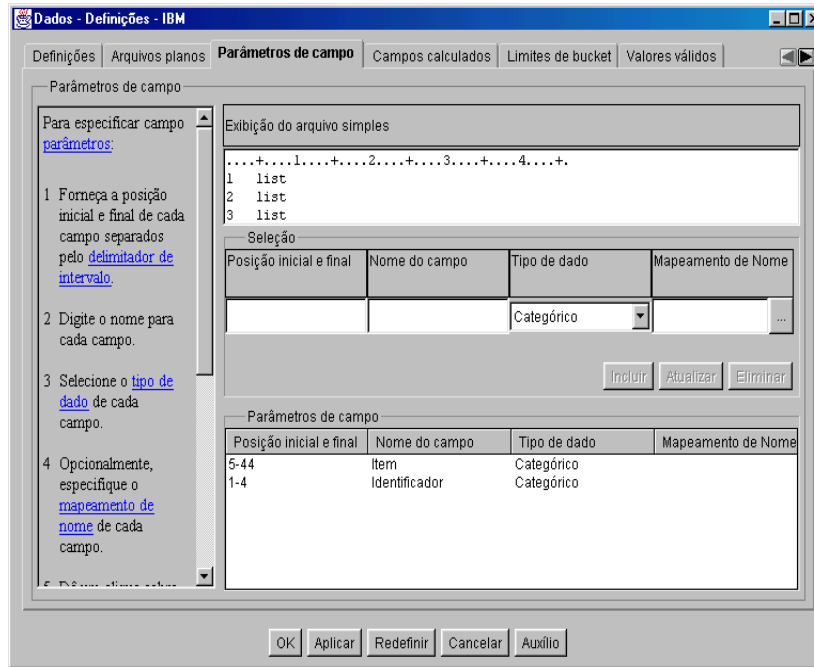 Dados - Definições - IBM
Definições Arquivos planos Parâmetros de campo Campos calculados Limites de bucket Valores válidos
Parâmetros de campo
Para especificar campo
parâmetros:
1 Forneça a posição
inicial e final de cada
campo separados
pelo delimitador de
intervalo.
2 Digite o nome para
cada campo.
3 Selecione o tipo de
dado de cada
campo.
4 Opcionalmente,
especifique o
mapeamento de
nome de cada
campo.
Exibição do arquivo simples
....+....1....+....2....+....3....+....4....+.
1 list
2 list
3 list
Seleção
Posição inicial e final Nome do campo Tipo de dado Mapeamento de Nome
Categórico ...
Incluir Atualizar Eliminar
Parâmetros de campo
Posição inicial e final Nome do campo Tipo de dado Mapeamento de Nome
5-44 Item Categórico
1-4 Identificador Categórico
OK Aplicar Redefinir Cancelar Auxílio